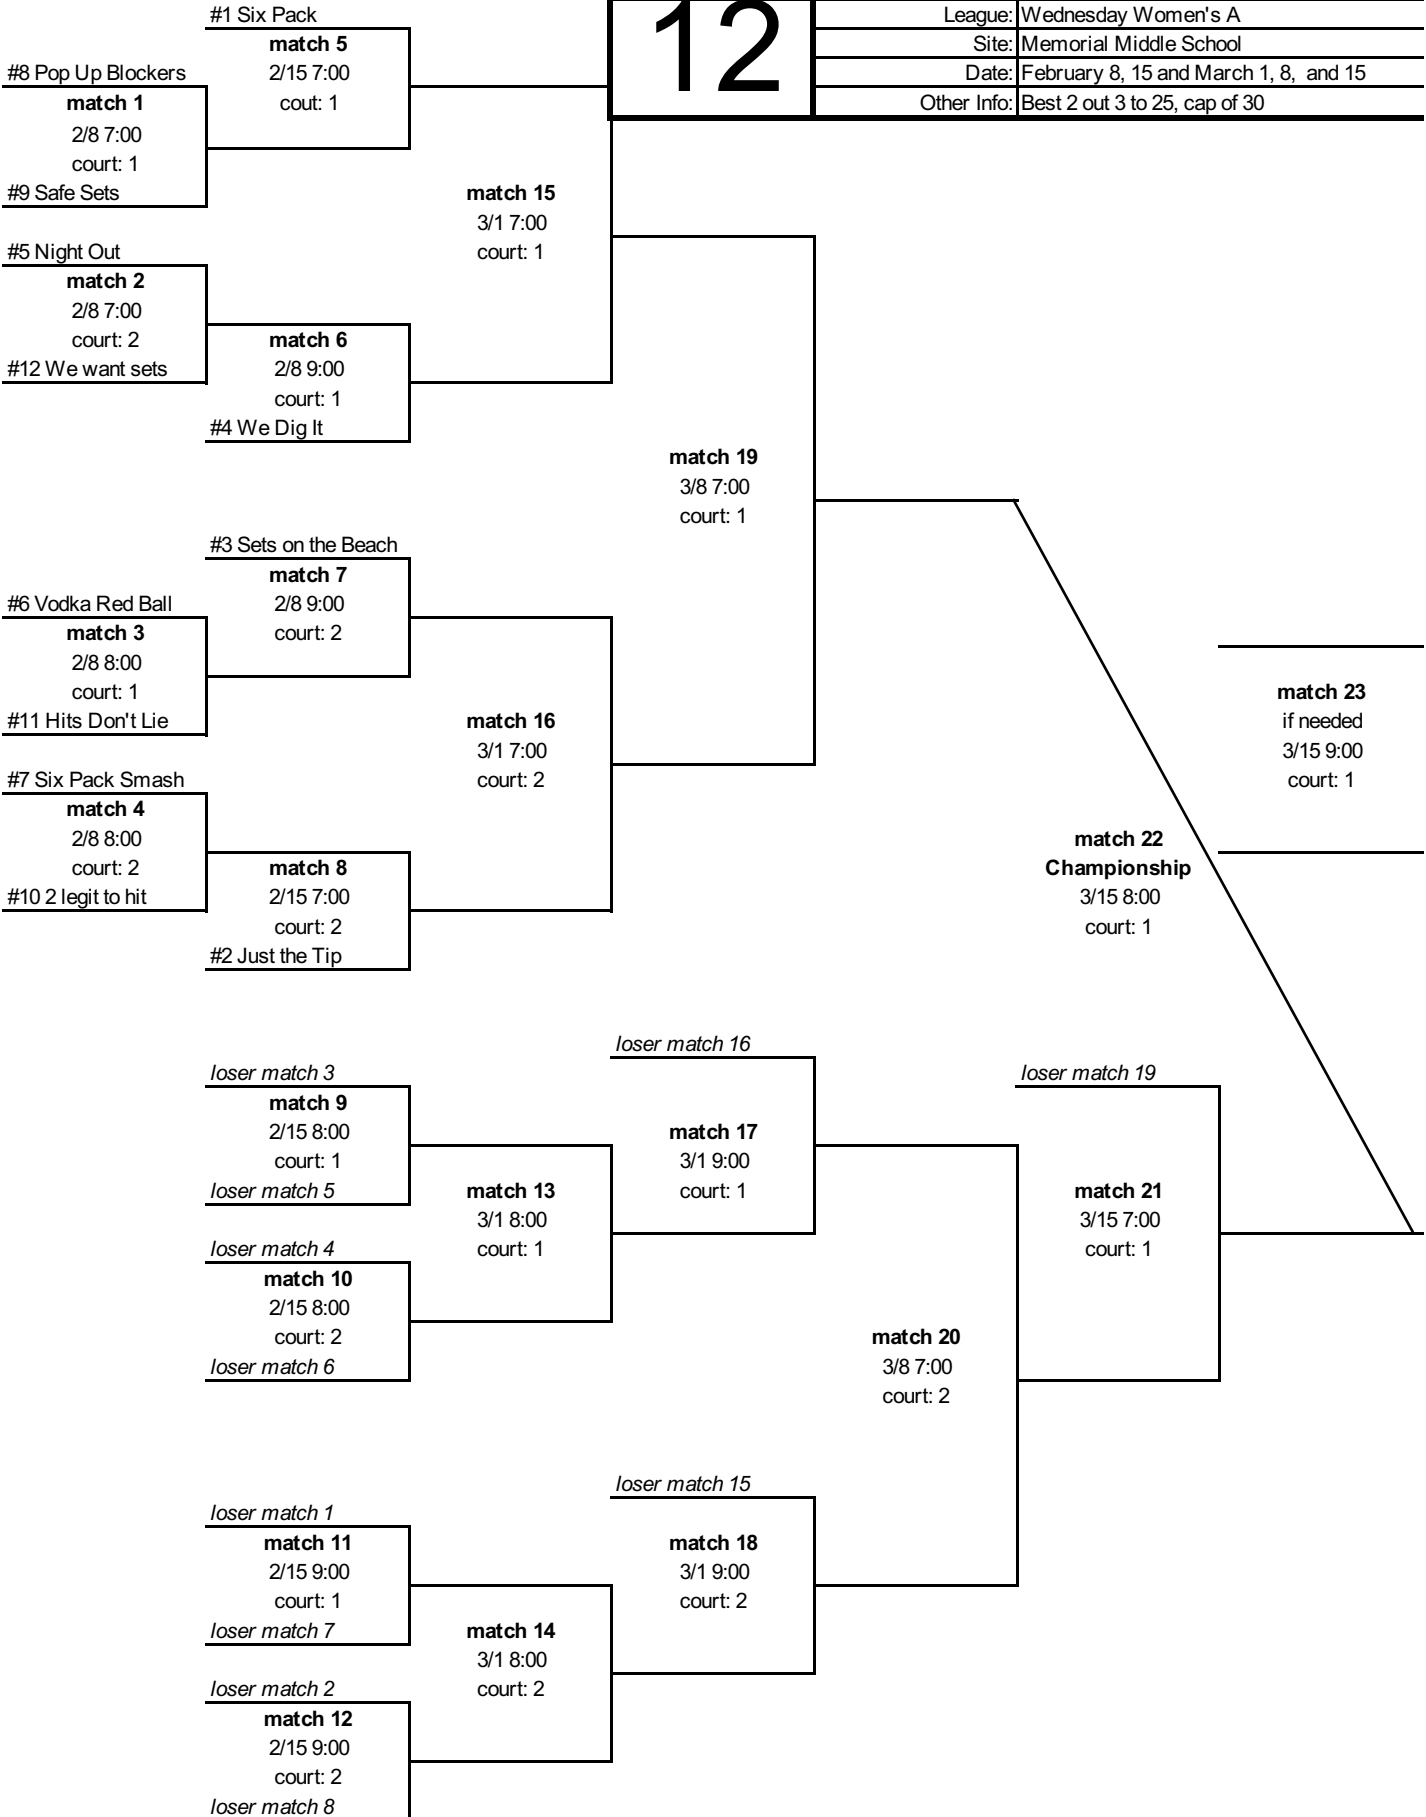 12
League: Wednesday Women's A
Site: Memorial Middle School
Date: February 8, 15 and March 1, 8, and 15
Other Info: Best 2 out 3 to 25, cap of 30
#1 Six Pack
match 5
2/15 7:00
cout: 1
#8 Pop Up Blockers
match 1
2/8 7:00
court: 1
#9 Safe Sets
match 15
3/1 7:00
court: 1
#5 Night Out
match 2
2/8 7:00
court: 2
#12 We want sets
match 6
2/8 9:00
court: 1
#4 We Dig It
match 19
3/8 7:00
court: 1
#3 Sets on the Beach
match 7
2/8 9:00
court: 2
#6 Vodka Red Ball
match 3
2/8 8:00
court: 1
#11 Hits Don't Lie
match 16
3/1 7:00
court: 2
match 23
if needed
3/15 9:00
court: 1
#7 Six Pack Smash
match 4
2/8 8:00
court: 2
#10 2 legit to hit
match 8
2/15 7:00
court: 2
#2 Just the Tip
match 22
Championship
3/15 8:00
court: 1
loser match 16
loser match 3
match 9
2/15 8:00
court: 1
loser match 5
match 17
3/1 9:00
court: 1
loser match 19
match 13
3/1 8:00
court: 1
match 21
3/15 7:00
court: 1
loser match 4
match 10
2/15 8:00
court: 2
loser match 6
match 20
3/8 7:00
court: 2
loser match 15
loser match 1
match 11
2/15 9:00
court: 1
loser match 7
match 18
3/1 9:00
court: 2
match 14
3/1 8:00
court: 2
loser match 2
match 12
2/15 9:00
court: 2
loser match 8